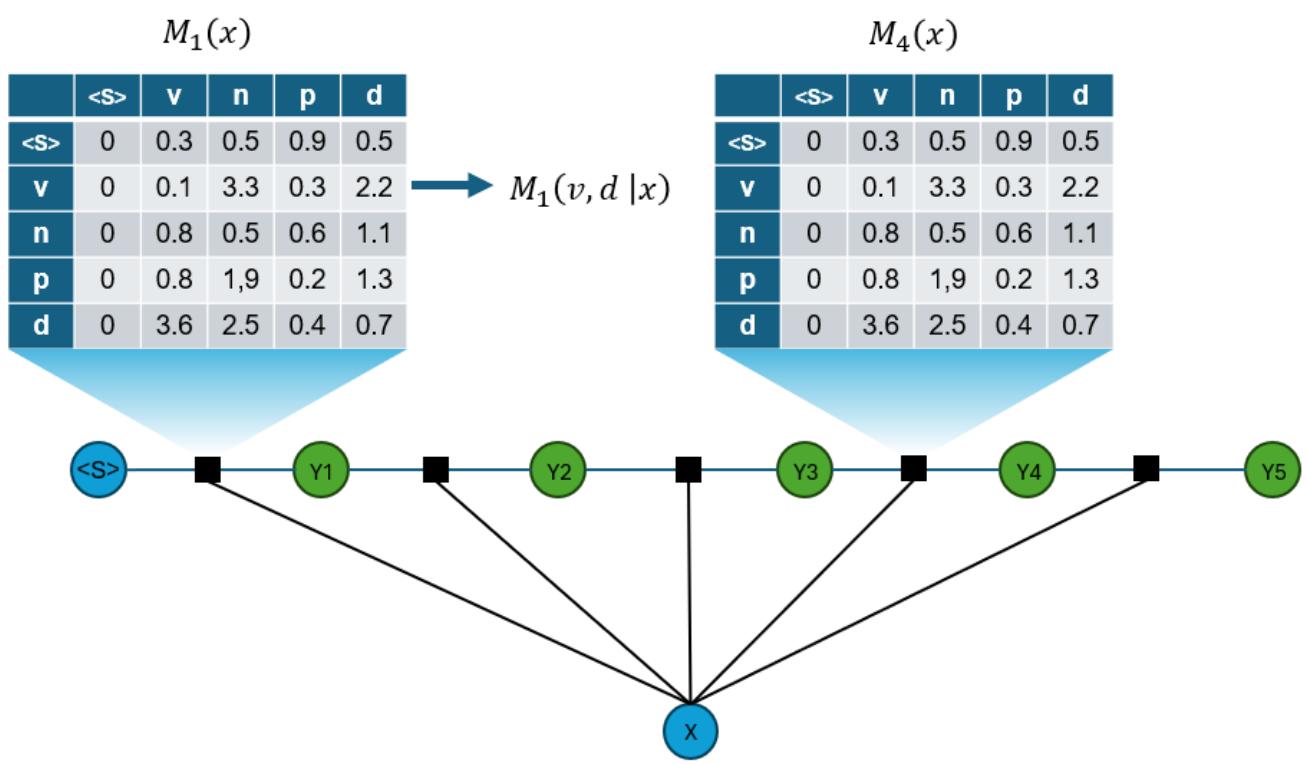 M₁(x) M₄(x)
<S> v n p d <S> v n p d
<S> 0 0.3 0.5 0.9 0.5 <S> 0 0.3 0.5 0.9 0.5
v 0 0.1 3.3 0.3 2.2 M₁(v, d |x) v 0 0.1 3.3 0.3 2.2
n 0 0.8 0.5 0.6 1.1 n 0 0.8 0.5 0.6 1.1
p 0 0.8 1,9 0.2 1.3 p 0 0.8 1,9 0.2 1.3
d 0 3.6 2.5 0.4 0.7 d 0 3.6 2.5 0.4 0.7
<S> Y1 Y2 Y3 Y4 Y5
X